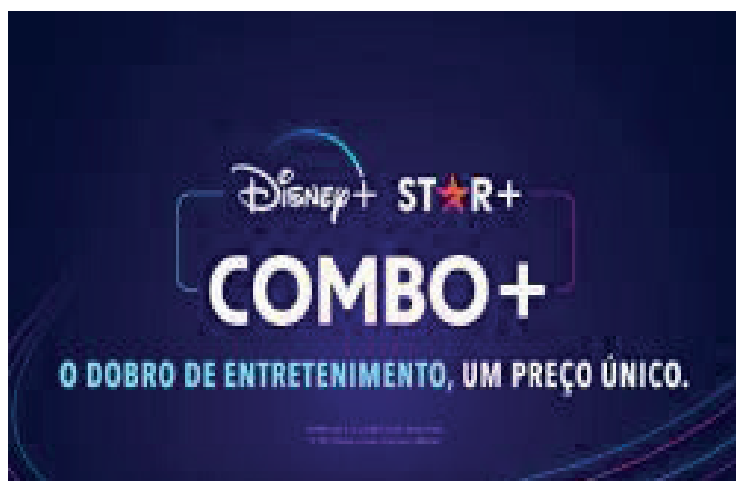 Disney+ STAR+
COMBO+
O DOBRO DE ENTRETENIMENTO, UM PREÇO ÚNICO.